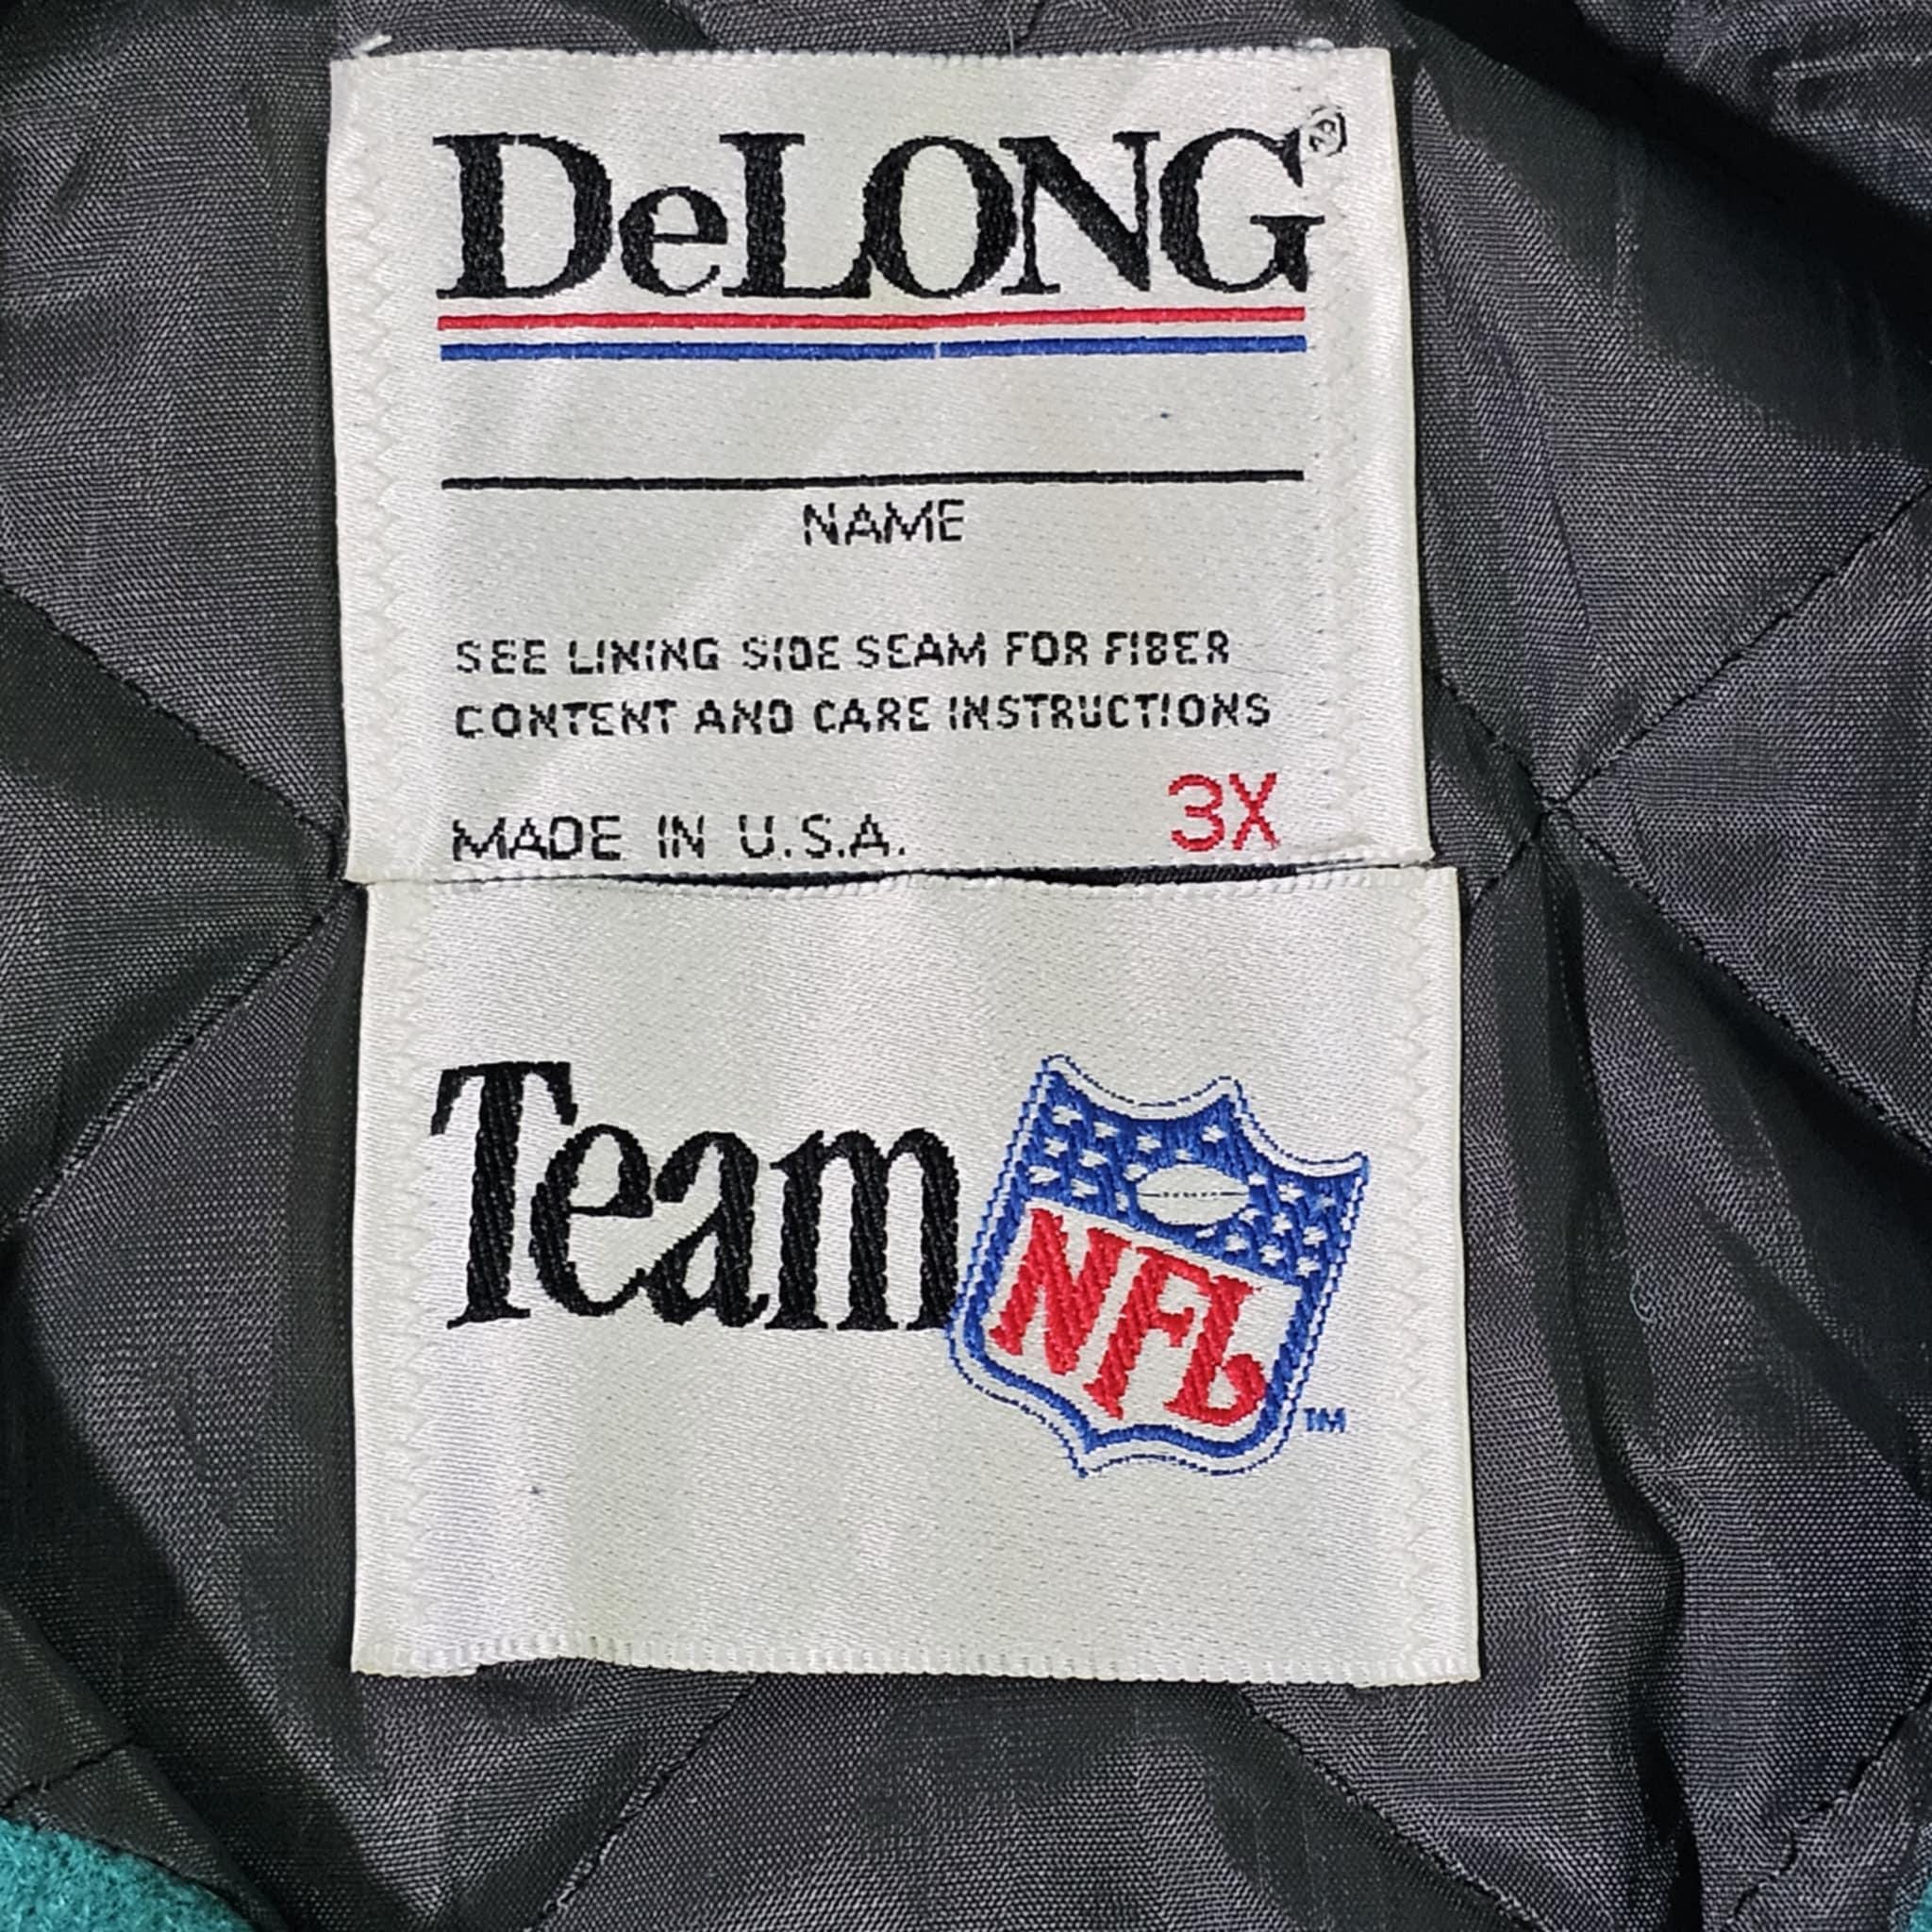 DeLONG®
NAME
SEE LINING SIDE SEAM FOR FIBER
CONTENT AND CARE INSTRUCTIONS
3X
MADE IN U.S.A.
Team NFL ™